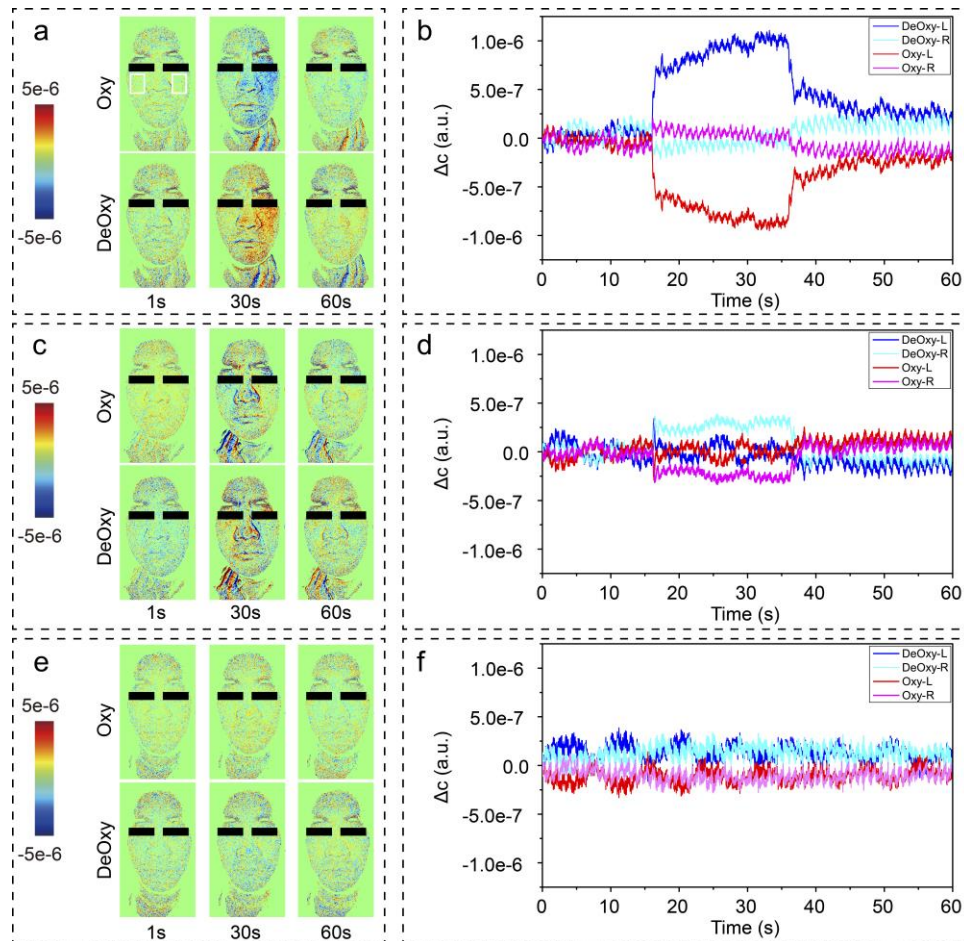 a
5e-6
-5e-6
Oxy
DeOxy
1s 30s 60s
b
Δc (a.u.)
1.0e-6
5.0e-7
0.0
-5.0e-7
-1.0e-6
DeOxy-L
DeOxy-R
Oxy-L
Oxy-R
0 10 20 30 40 50 60
Time (s)
c
5e-6
-5e-6
Oxy
DeOxy
1s 30s 60s
d
Δc (a.u.)
1.0e-6
5.0e-7
0.0
-5.0e-7
-1.0e-6
DeOxy-L
DeOxy-R
Oxy-L
Oxy-R
0 10 20 30 40 50 60
Time (s)
e
5e-6
-5e-6
Oxy
DeOxy
1s 30s 60s
f
Δc (a.u.)
1.0e-6
5.0e-7
0.0
-5.0e-7
-1.0e-6
DeOxy-L
DeOxy-R
Oxy-L
Oxy-R
0 10 20 30 40 50 60
Time (s)